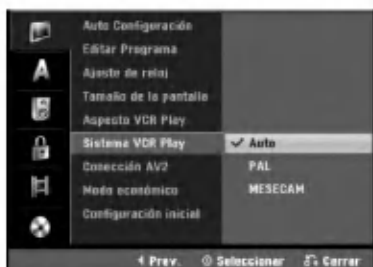 Auto Configuración
Editar Programa
Ajuste de reloj
Tamaño de la pantalla
Aspecto VCR Play
Sistema VCR Play ✓ Auto
Conección AV2 PAL
Modo económico MESECAM
Configuración inicial
A
Prev. Seleccionar Cerrar